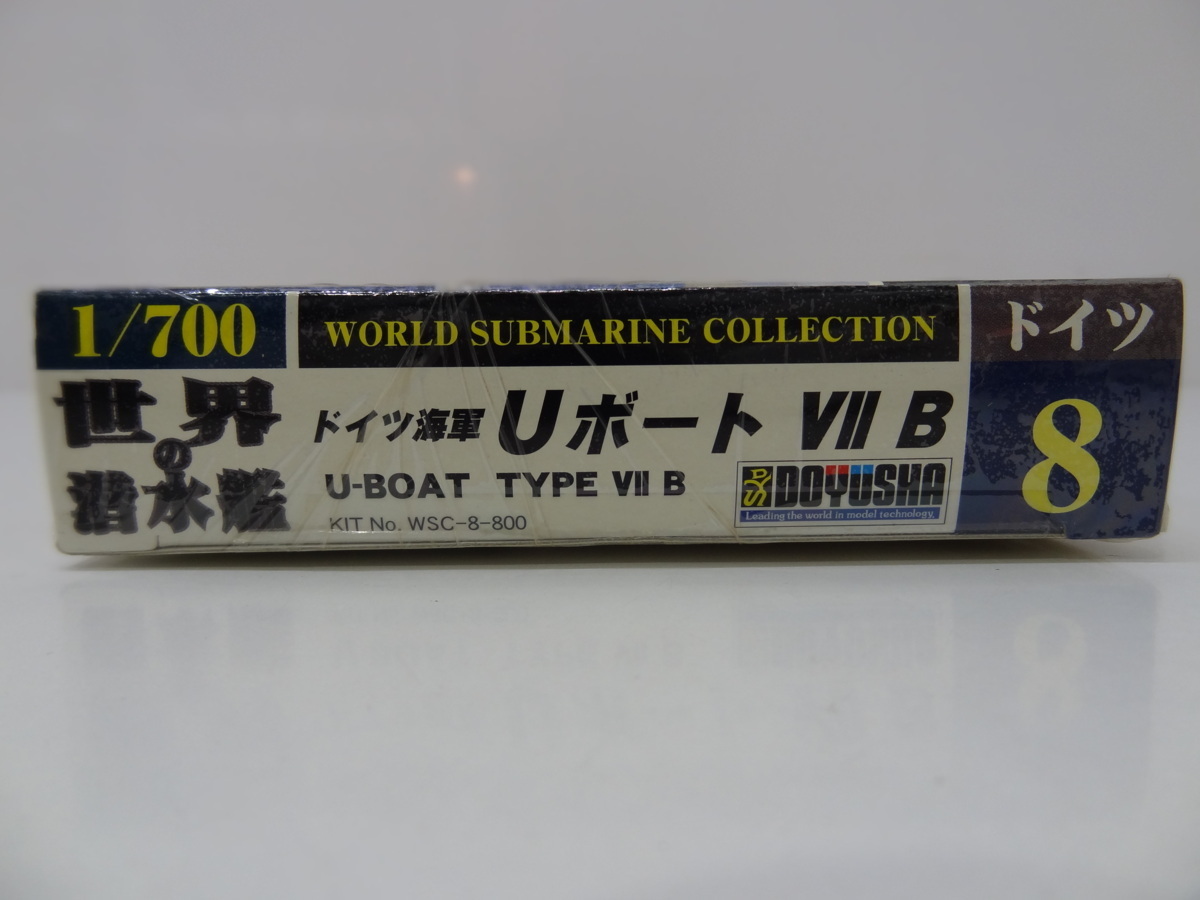 1/700
WORLD SUBMARINE COLLECTION
ドイツ
世界
の
潜水艦
ドイツ海軍 Uボート VII B
U-BOAT TYPE VII B
KIT No. WSC-8-800
DOYUSHA
Leading the world in model technology.
8